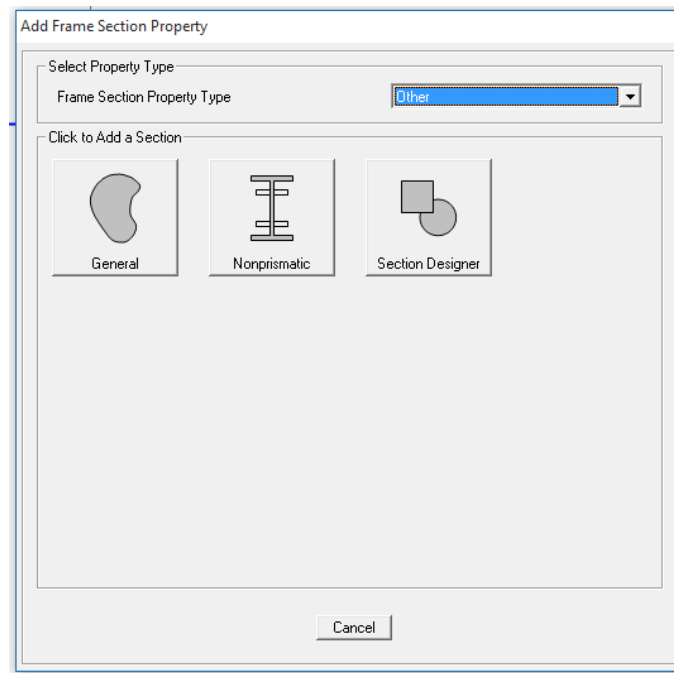 Add Frame Section Property
Select Property Type
Frame Section Property Type
Other
Click to Add a Section
General
Nonprismatic
Section Designer
Cancel